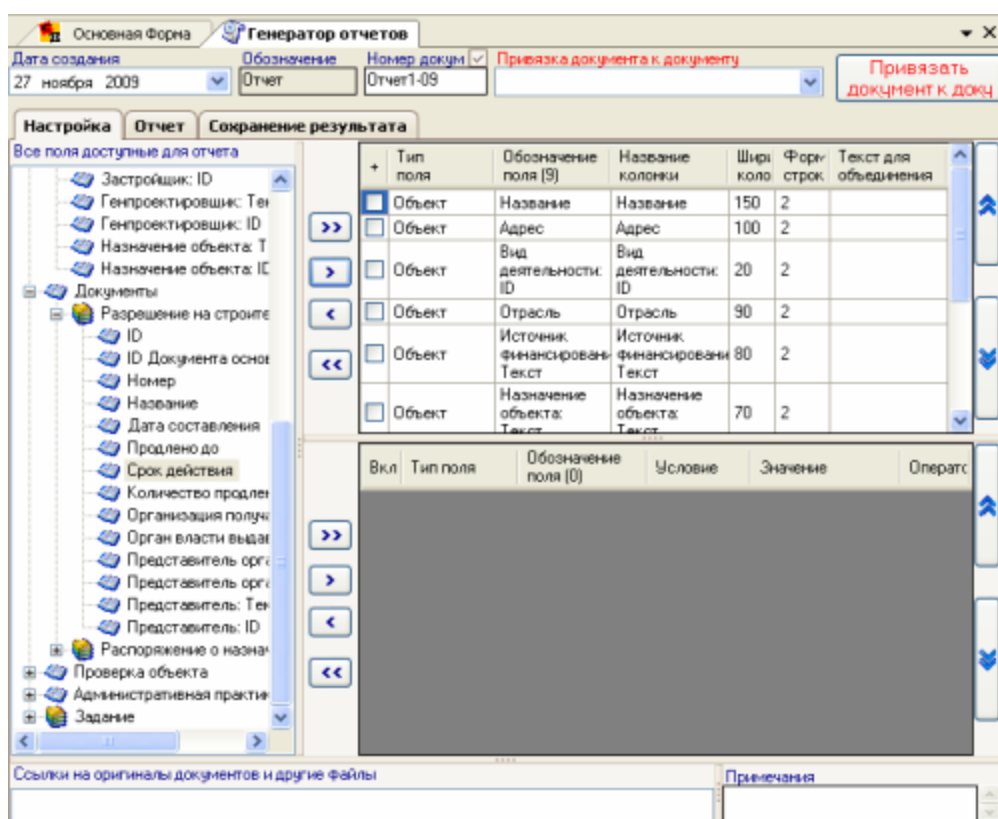 Основная Форма Генератор отчетов
Дата создания Обозначение Номер докум Привязка документа к документу
27 ноября 2009 Отчет Отчет1-09
Привязать
документ к доку
Настройка Отчет Сохранение результата
Все поля доступные для отчета
Застройщик: ID
Генпроектировщик: Тек
Генпроектировщик: ID
Назначение объекта: Т
Назначение объекта: ID
Документы
Разрешение на строите
ID
ID Документа основ
Номер
Название
Дата составления
Продлено до
Срок действия
Количество продлен
Организация получа
Орган власти выдав
Представитель орга
Представитель орга
Представитель: Тек
Представитель: ID
Распоряжение о назнач
Проверка объекта
Административная практик
Задание
>>
>
<
<<
+ Тип поля Обозначение поля (9) Название колонки Шири коло Форм строк Текст для объединения
Объект Название Название 150 2
Объект Адрес Адрес 100 2
Объект Вид деятельности: ID Вид деятельности: ID 20 2
Объект Отрасль Отрасль 90 2
Объект Источник финансировани Текст Источник финансировани Текст 80 2
Объект Назначение объекта: Текст Назначение объекта: Текст 70 2
>>
>
<
<<
Вкл Тип поля Обозначение поля (0) Условие Значение Операто
Ссылки на оригиналы документов и другие файлы
Примечания